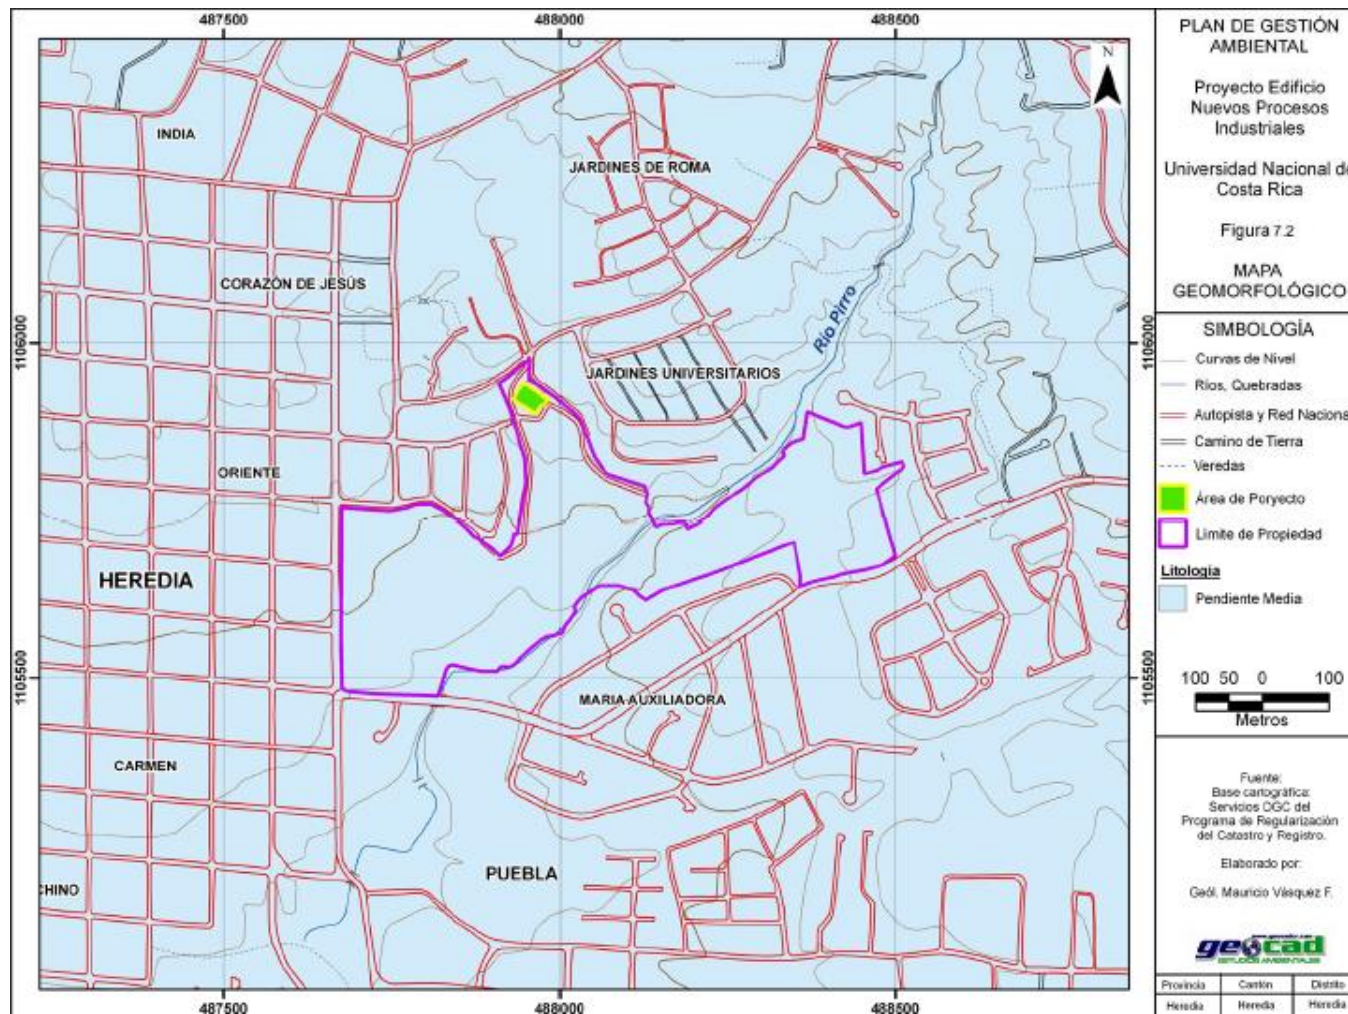 487500
488000
488500
1106000
1105500
1106000
1105500
487500
488000
488500
INDIA
JARDINES DE ROMA
CORAZÓN DE JESÚS
Río Pirro
JARDINES UNIVERSITARIOS
ORIENTE
HEREDIA
MARIA AUXILIADORA
CARMEN
PUEBLA
CHINO
N
PLAN DE GESTIÓN
AMBIENTAL
Proyecto Edificio
Nuevos Procesos
Industriales
Universidad Nacional de
Costa Rica
Figura 7.2
MAPA
GEOMORFOLÓGICO
SIMBOLOGÍA
Curvas de Nivel
Ríos, Quebradas
Autopista y Red Naciona
Camino de Tierra
Veredas
Área de Poryecto
Limite de Propiedad
Litología
Pendiente Media
100 50 0 100
Metros
Fuente:
Base cartográfica:
Servicios OGC del
Programa de Regularización
del Catastro y Registro.
Elaborado por:
Geól. Mauricio Vásquez F.
geocad
ESTUDIOS AMBIENTALES
Provincia Cantón Distrito
Heredia Heredia Heredia